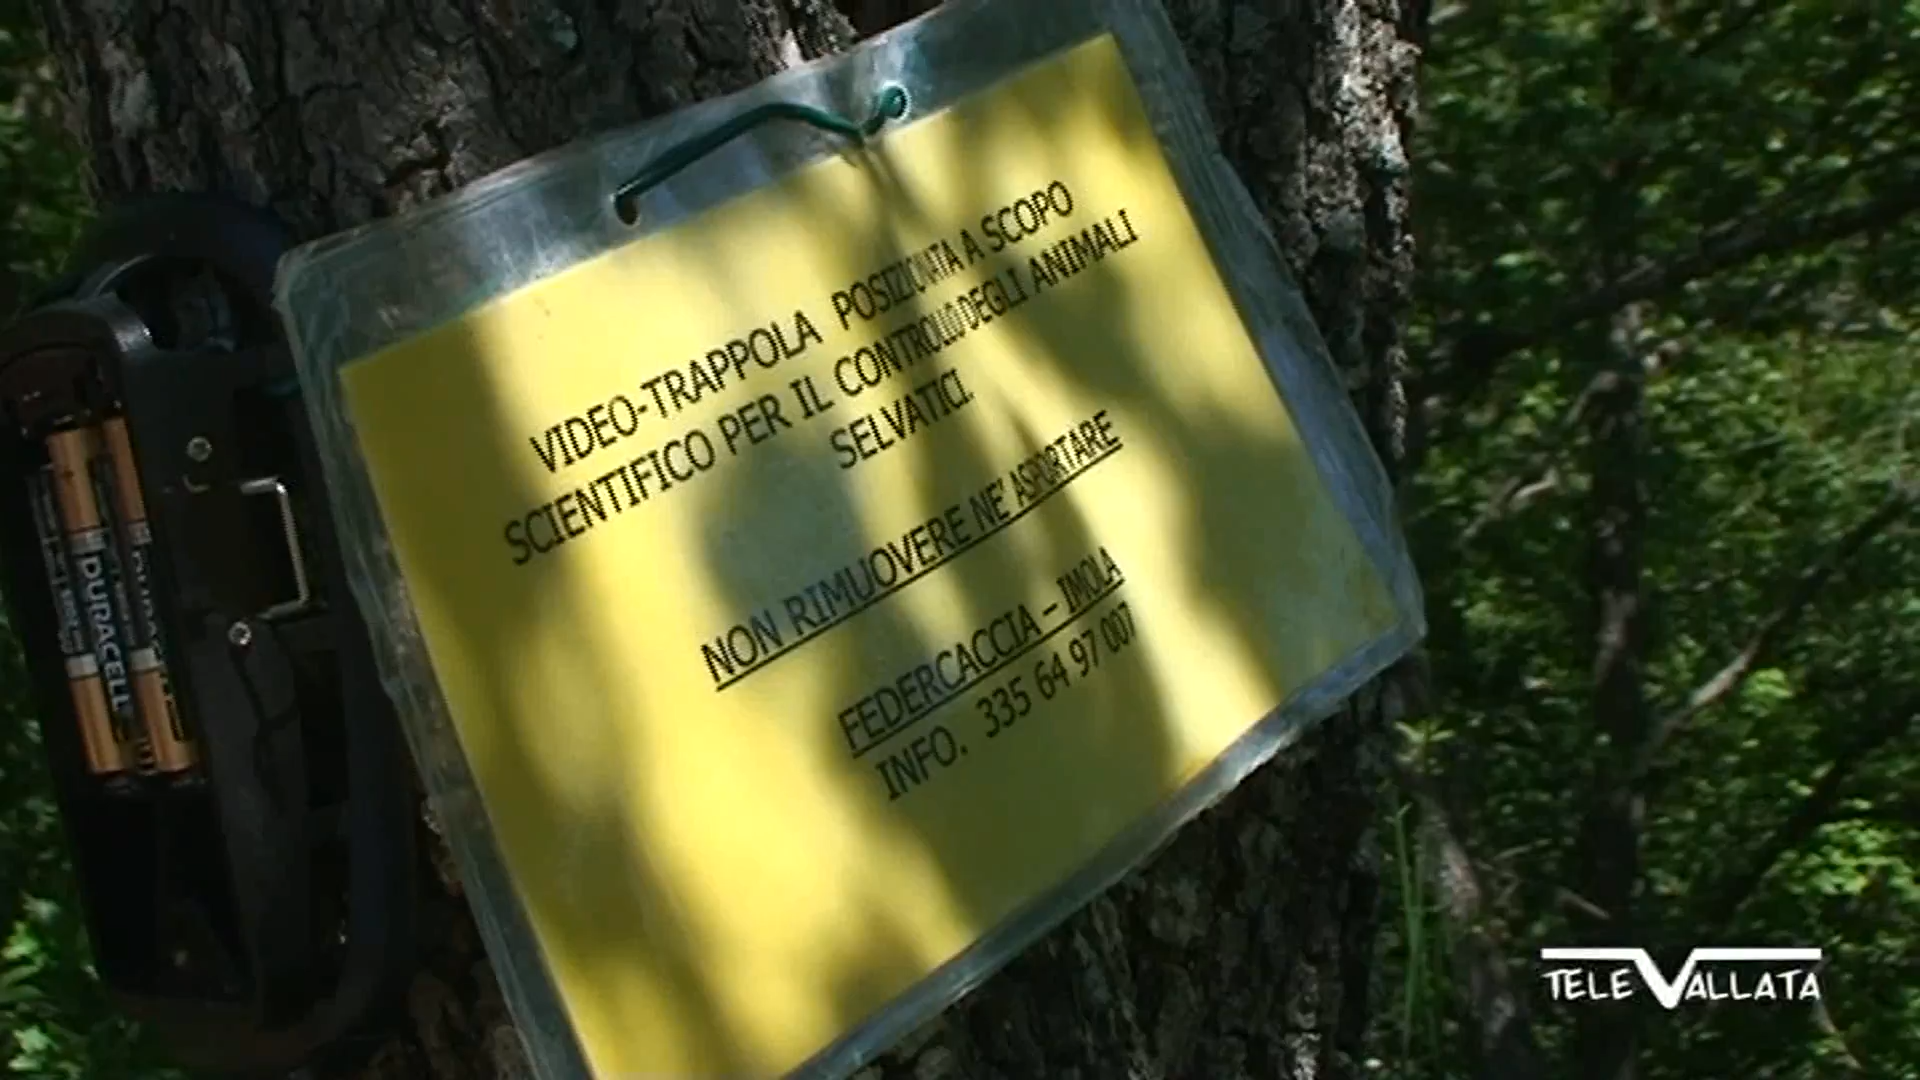 VIDEO-TRAPPOLA POSIZIONATA A SCOPO
SCIENTIFICO PER IL CONTROLLO DEGLI ANIMALI
SELVATICI.
NON RIMUOVERE NE' ASPORTARE
FEDERCACCIA – IMOLA
INFO. 335 64 97 007
DURACELL
TELEVALLATA